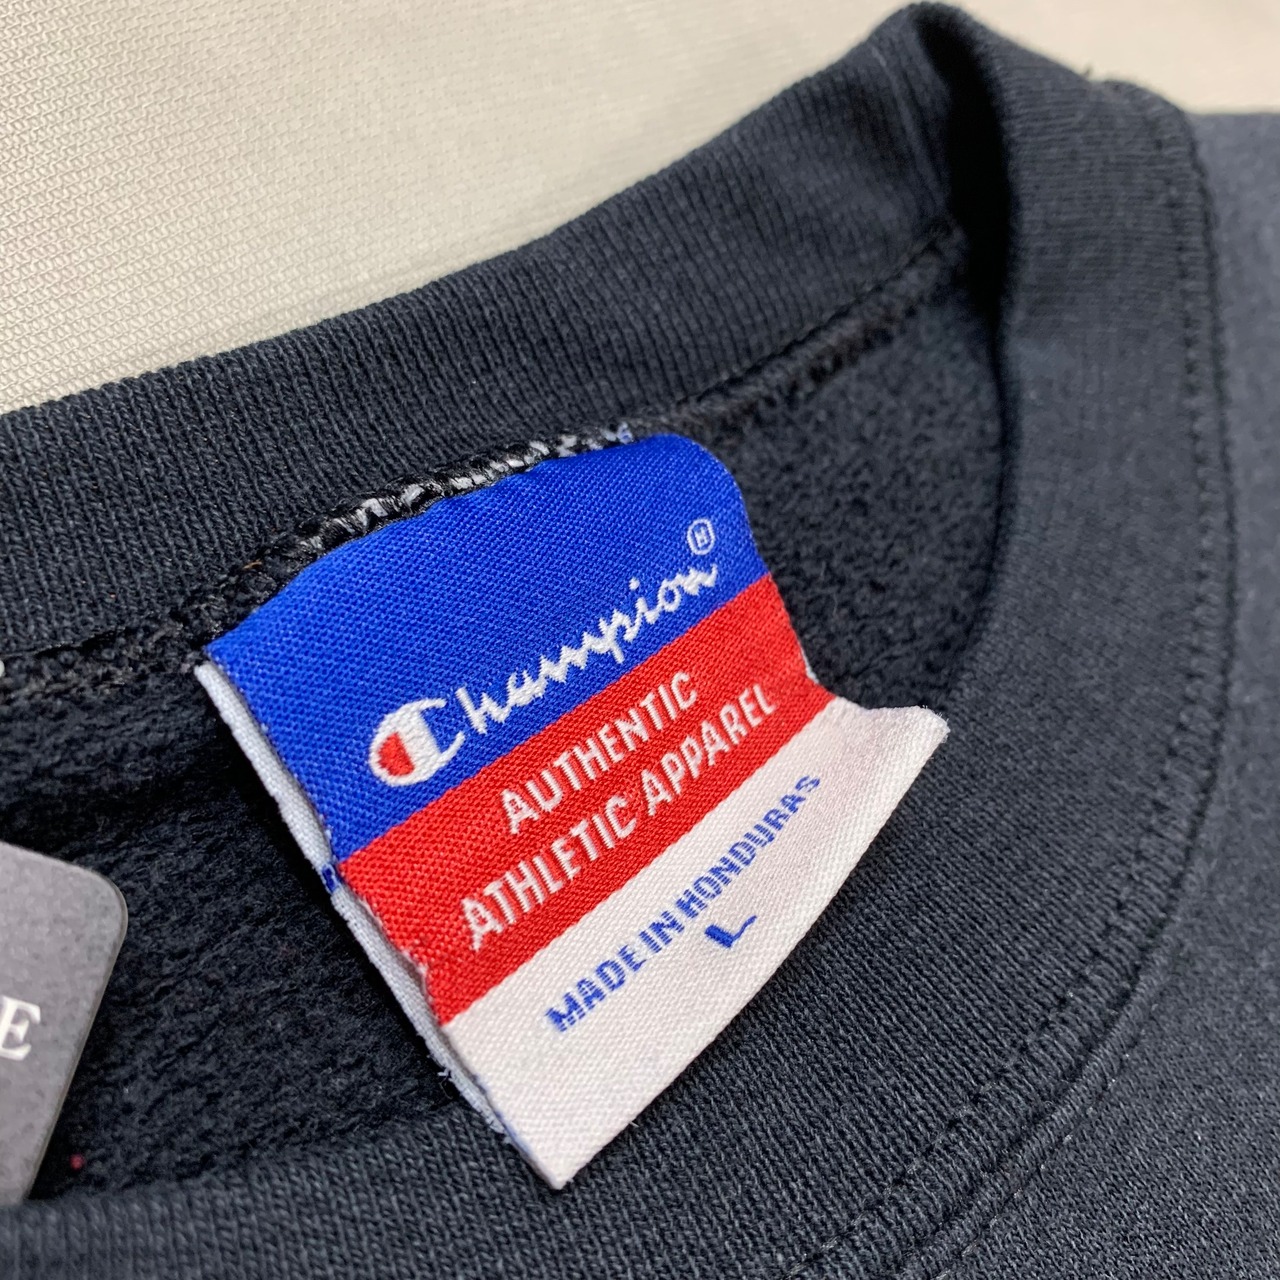 Champion®
AUTHENTIC
ATHLETIC APPAREL
MADE IN HONDURAS
L
E